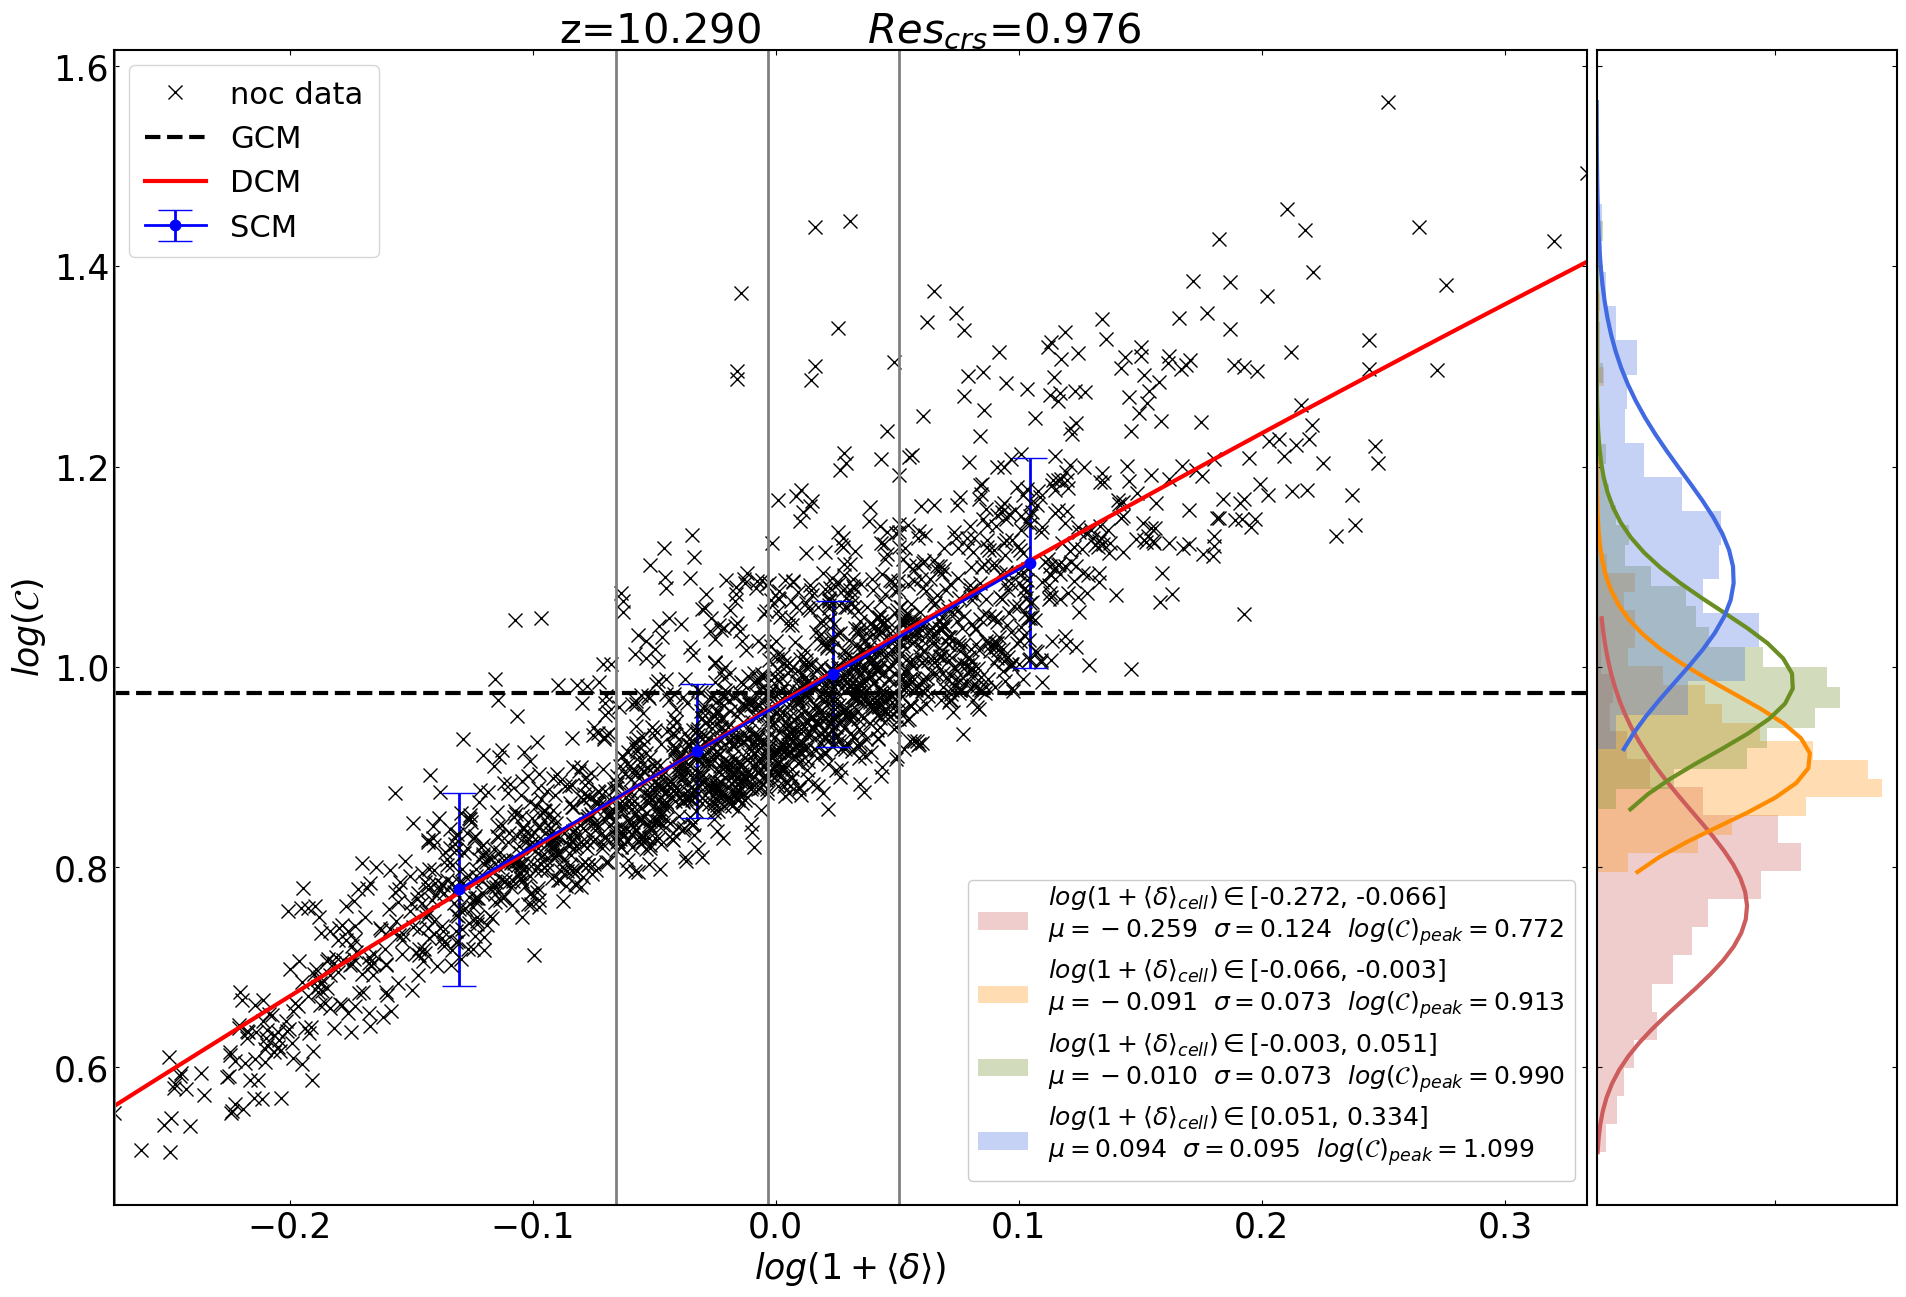 z=10.290 Res_crs=0.976
1.6
1.4
1.2
1.0
0.8
0.6
log(𝒞)
noc data
GCM
DCM
SCM
log(1 + ⟨δ⟩_cell) ∈ [-0.272, -0.066]
μ = −0.259 σ = 0.124 log(𝒞)_peak = 0.772
log(1 + ⟨δ⟩_cell) ∈ [-0.066, -0.003]
μ = −0.091 σ = 0.073 log(𝒞)_peak = 0.913
log(1 + ⟨δ⟩_cell) ∈ [-0.003, 0.051]
μ = −0.010 σ = 0.073 log(𝒞)_peak = 0.990
log(1 + ⟨δ⟩_cell) ∈ [0.051, 0.334]
μ = 0.094 σ = 0.095 log(𝒞)_peak = 1.099
−0.2 −0.1 0.0 0.1 0.2 0.3
log(1 + ⟨δ⟩)